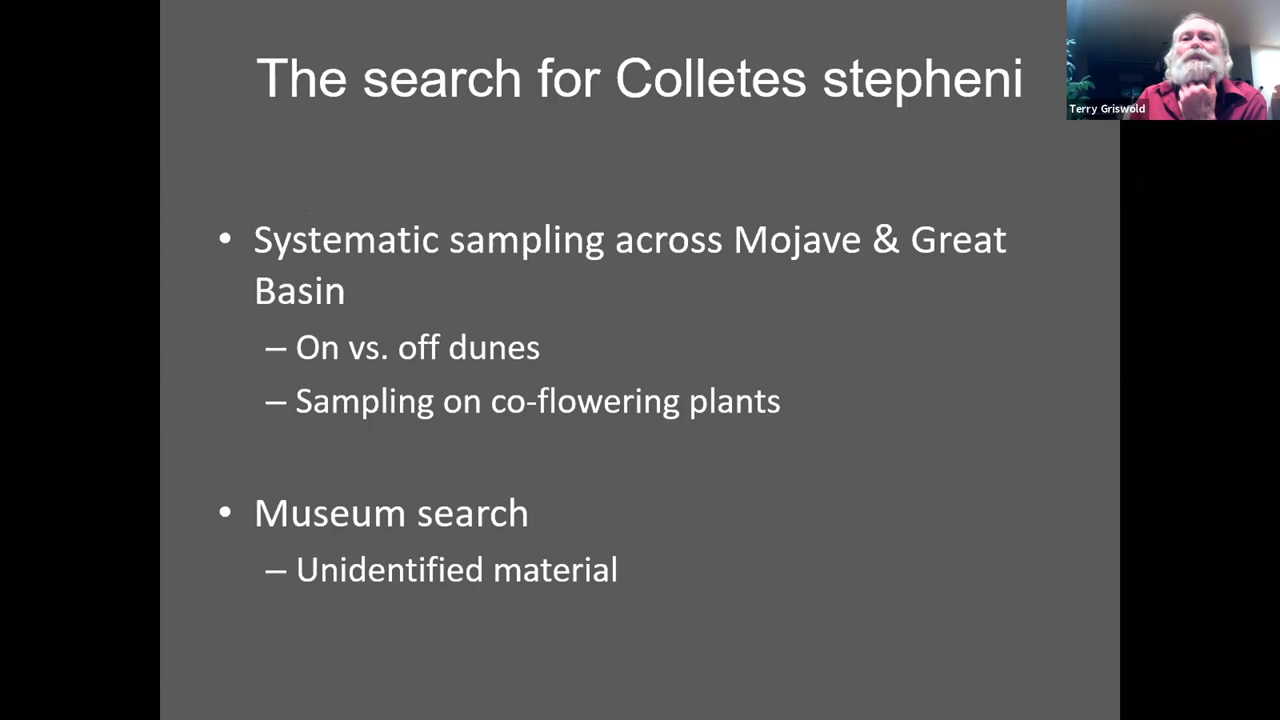 The search for Colletes stepheni
Terry Griswold
• Systematic sampling across Mojave & Great
Basin
– On vs. off dunes
– Sampling on co-flowering plants
• Museum search
– Unidentified material